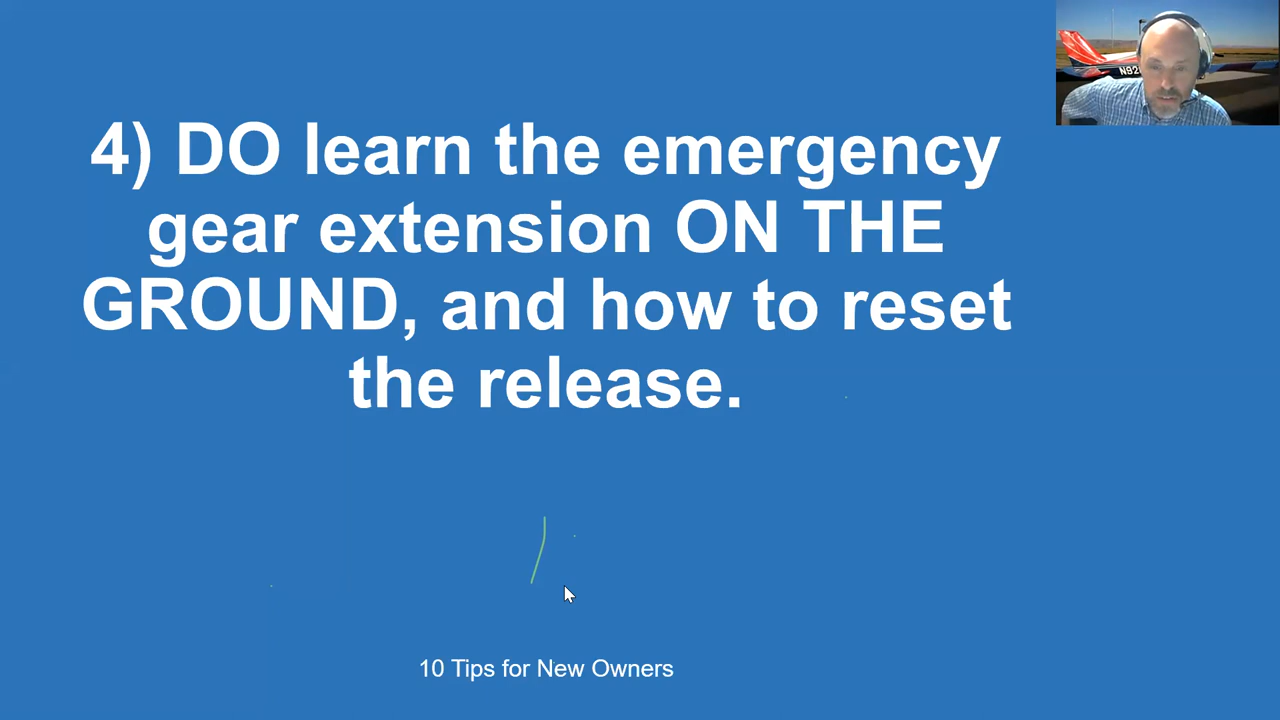 4) DO learn the emergency
gear extension ON THE
GROUND, and how to reset
the release.
10 Tips for New Owners